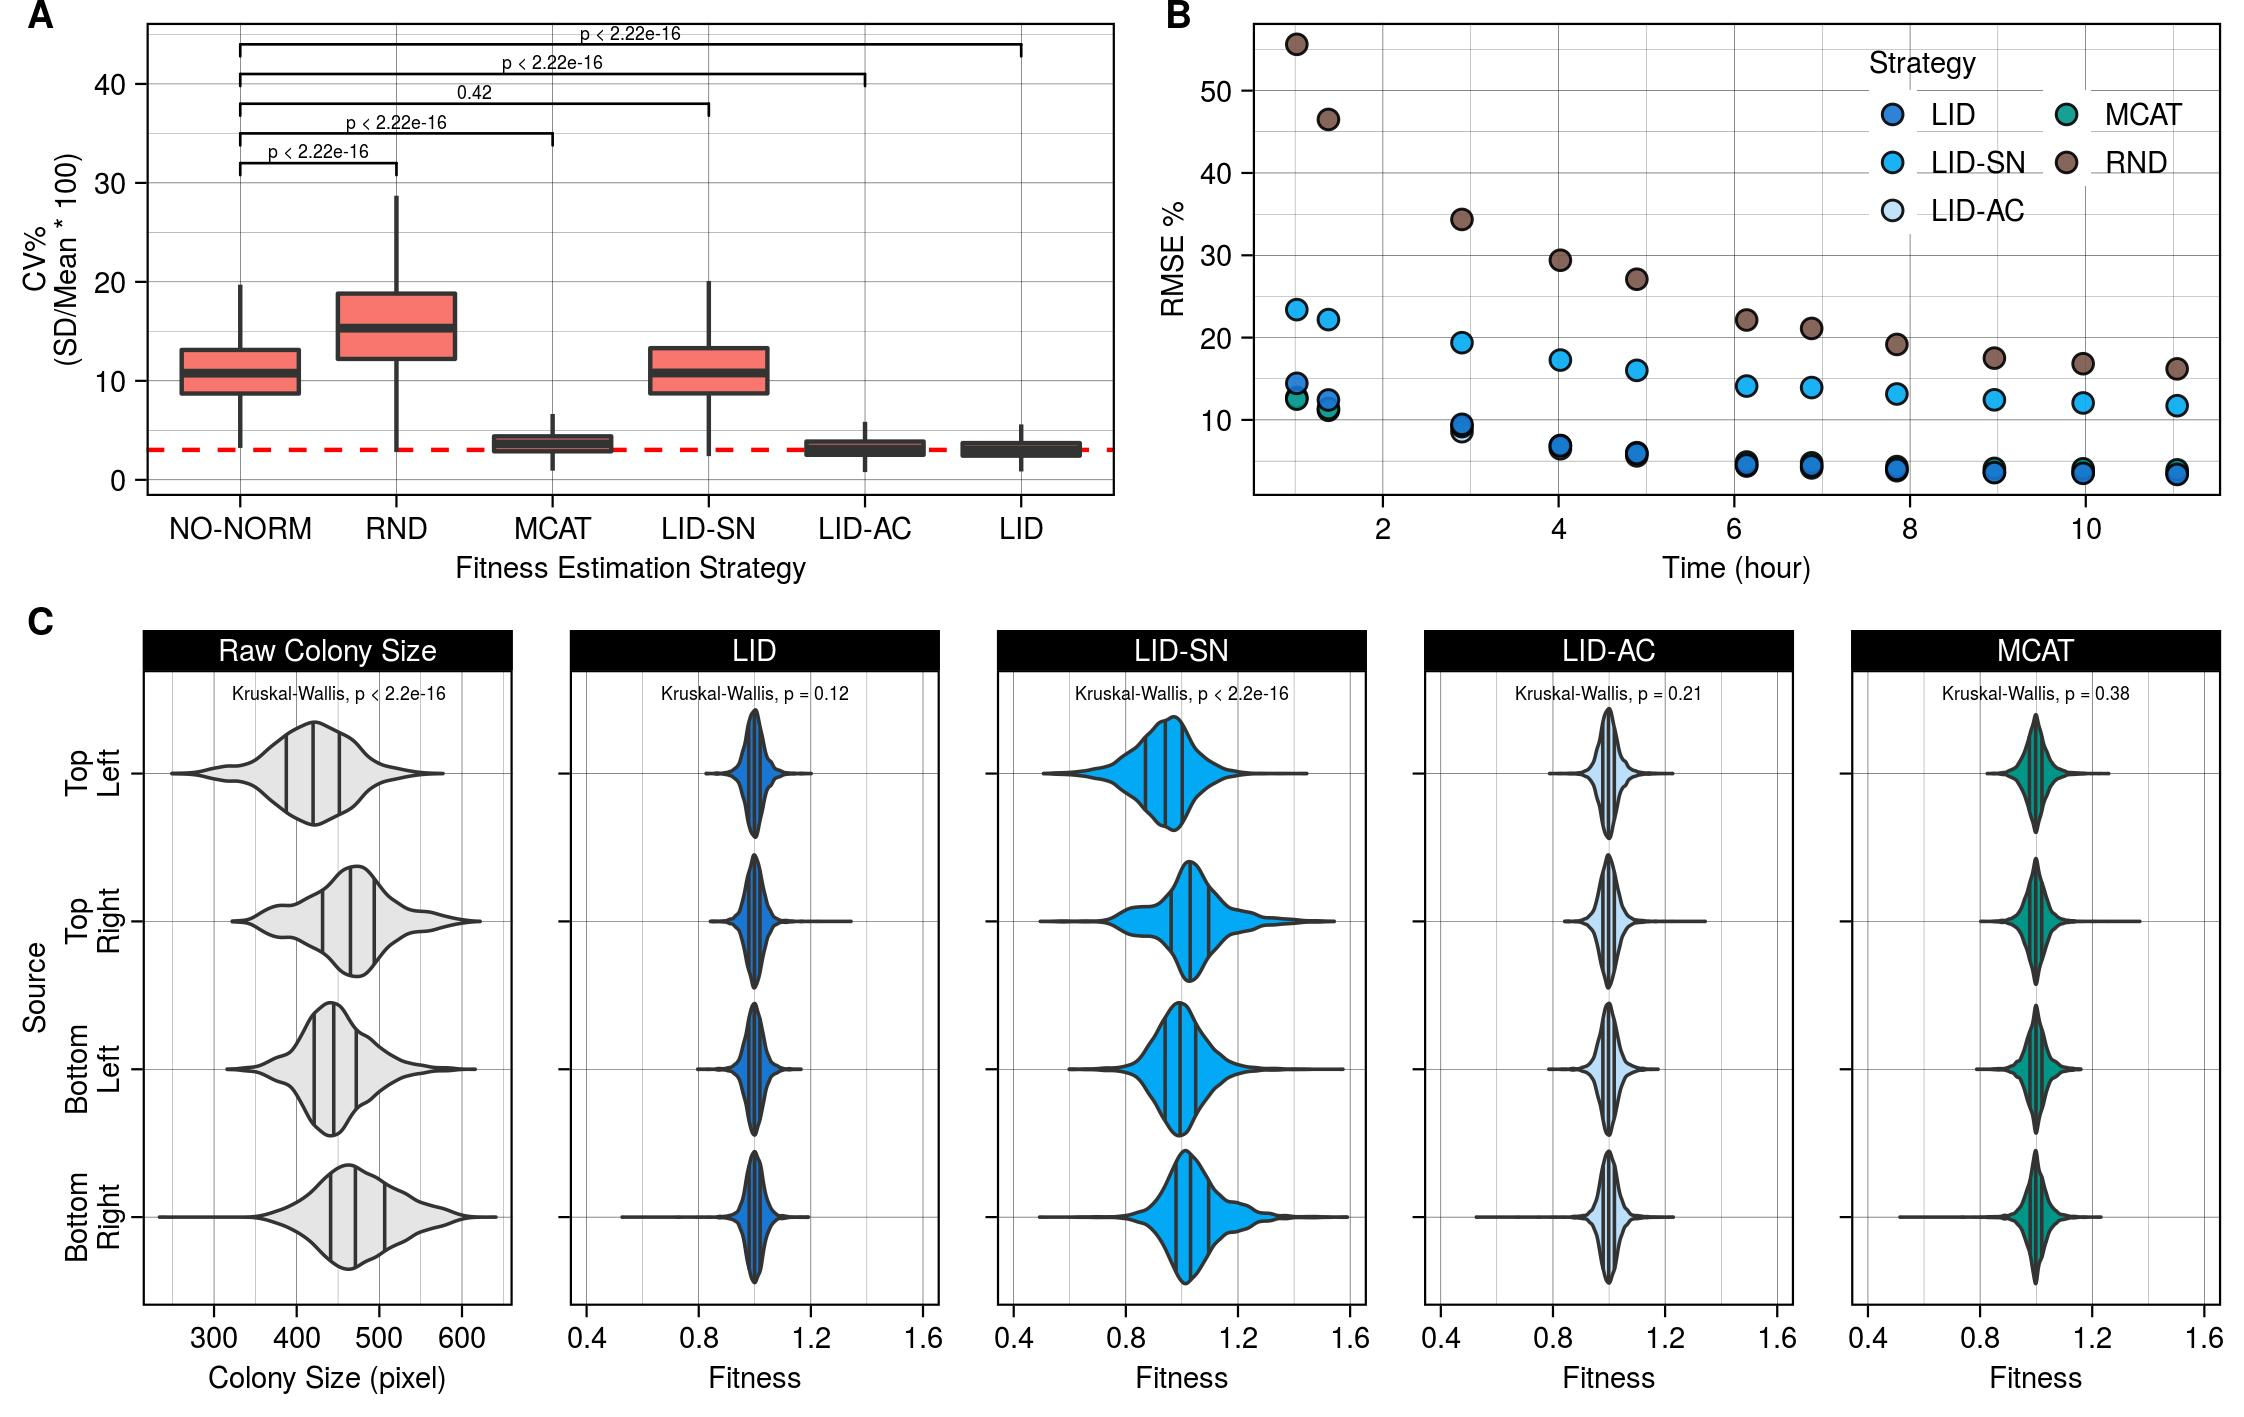 A
p < 2.22e-16
p < 2.22e-16
0.42
p < 2.22e-16
p < 2.22e-16
CV%
(SD/Mean * 100)
40
30
20
10
0
NO-NORM RND MCAT LID-SN LID-AC LID
Fitness Estimation Strategy
B
RMSE %
50
40
30
20
10
Strategy
LID MCAT
LID-SN RND
LID-AC
2 4 6 8 10
Time (hour)
C
Raw Colony Size LID LID-SN LID-AC MCAT
Kruskal-Wallis, p < 2.2e-16 Kruskal-Wallis, p = 0.12 Kruskal-Wallis, p < 2.2e-16 Kruskal-Wallis, p = 0.21 Kruskal-Wallis, p = 0.38
Source
Top
Left
Top
Right
Bottom
Left
Bottom
Right
300 400 500 600 0.4 0.8 1.2 1.6 0.4 0.8 1.2 1.6 0.4 0.8 1.2 1.6 0.4 0.8 1.2 1.6
Colony Size (pixel) Fitness Fitness Fitness Fitness